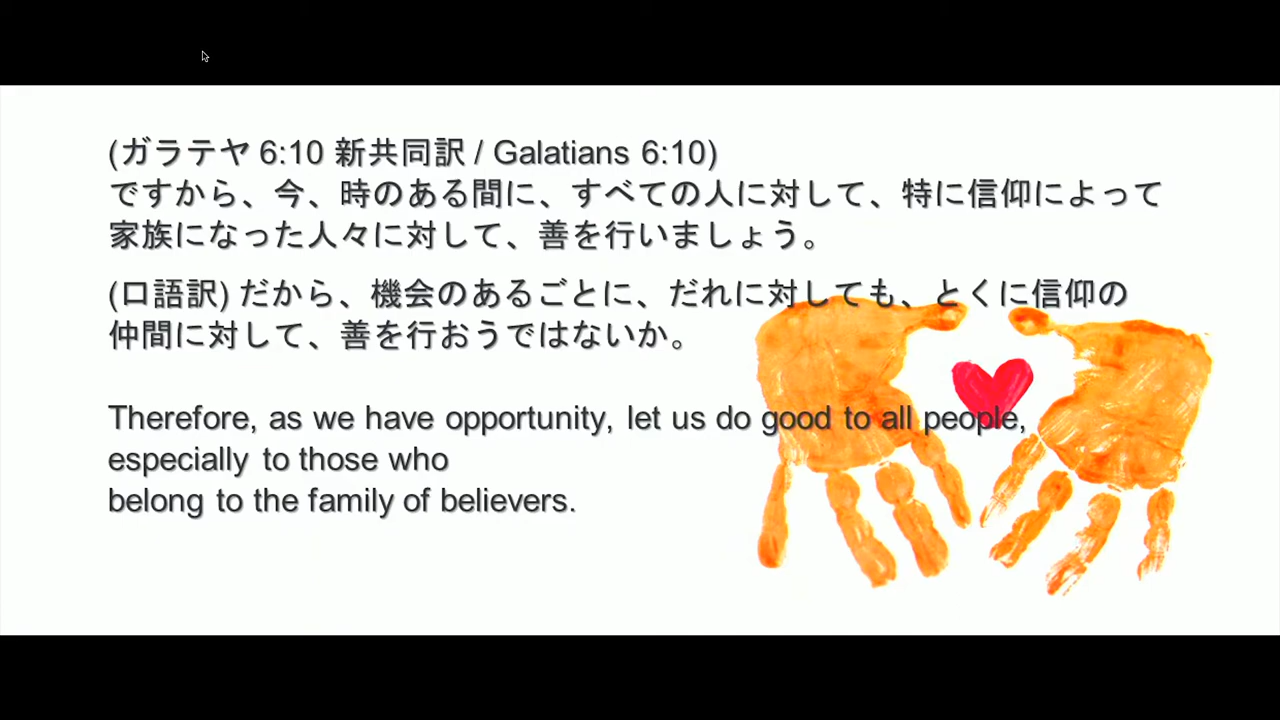 (ガラテヤ 6:10 新共同訳 / Galatians 6:10)
ですから、今、時のある間に、すべての人に対して、特に信仰によって
家族になった人々に対して、善を行いましょう。
(口語訳) だから、機会のあるごとに、だれに対しても、とくに信仰の
仲間に対して、善を行おうではないか。
Therefore, as we have opportunity, let us do good to all people,
especially to those who
belong to the family of believers.